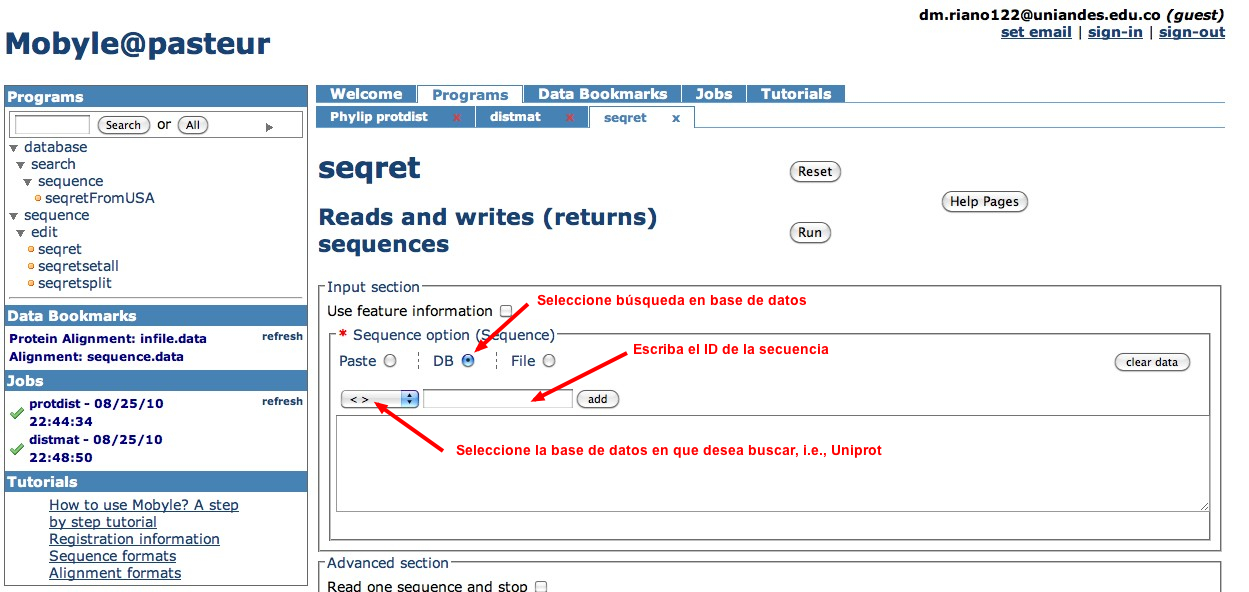 dm.riano122@uniandes.edu.co (guest)
set email | sign-in | sign-out
Mobyle@pasteur
Programs
Search or All
database
search
sequence
seqretFromUSA
sequence
edit
seqret
seqretsetall
seqretsplit
Data Bookmarks
Protein Alignment: infile.data refresh
Alignment: sequence.data
Jobs
protdist - 08/25/10 refresh
22:44:34
distmat - 08/25/10
22:48:50
Tutorials
How to use Mobyle? A step
by step tutorial
Registration information
Sequence formats
Alignment formats
Welcome Programs Data Bookmarks Jobs Tutorials
Phylip protdist x distmat x seqret x
seqret
Reset
Help Pages
Reads and writes (returns)
sequences
Run
Input section
Seleccione búsqueda en base de datos
Use feature information
* Sequence option (Sequence)
Escriba el ID de la secuencia
Paste DB File
clear data
< > add
Seleccione la base de datos en que desea buscar, i.e., Uniprot
Advanced section
Read one sequence and stop